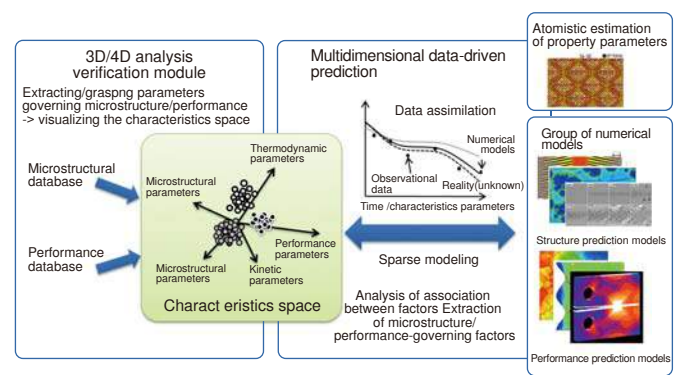 3D/4D analysis
verification module
Extracting/graspng parameters
governing microstructure/performance
-> visualizing the characteristics space
Microstructural
database
Performance
database
Thermodynamic
parameters
Microstructural
parameters
Performance
parameters
Microstructural
parameters
Kinetic
parameters
Charact eristics space
Multidimensional data-driven
prediction
Data assimilation
Numerical
models
Observational
data
Reality(unknown)
Time /characteristics parameters
Sparse modeling
Analysis of association
between factors Extraction
of microstructure/
performance-governing factors
Atomistic estimation
of property parameters
Group of numerical
models
Structure prediction models
Performance prediction models